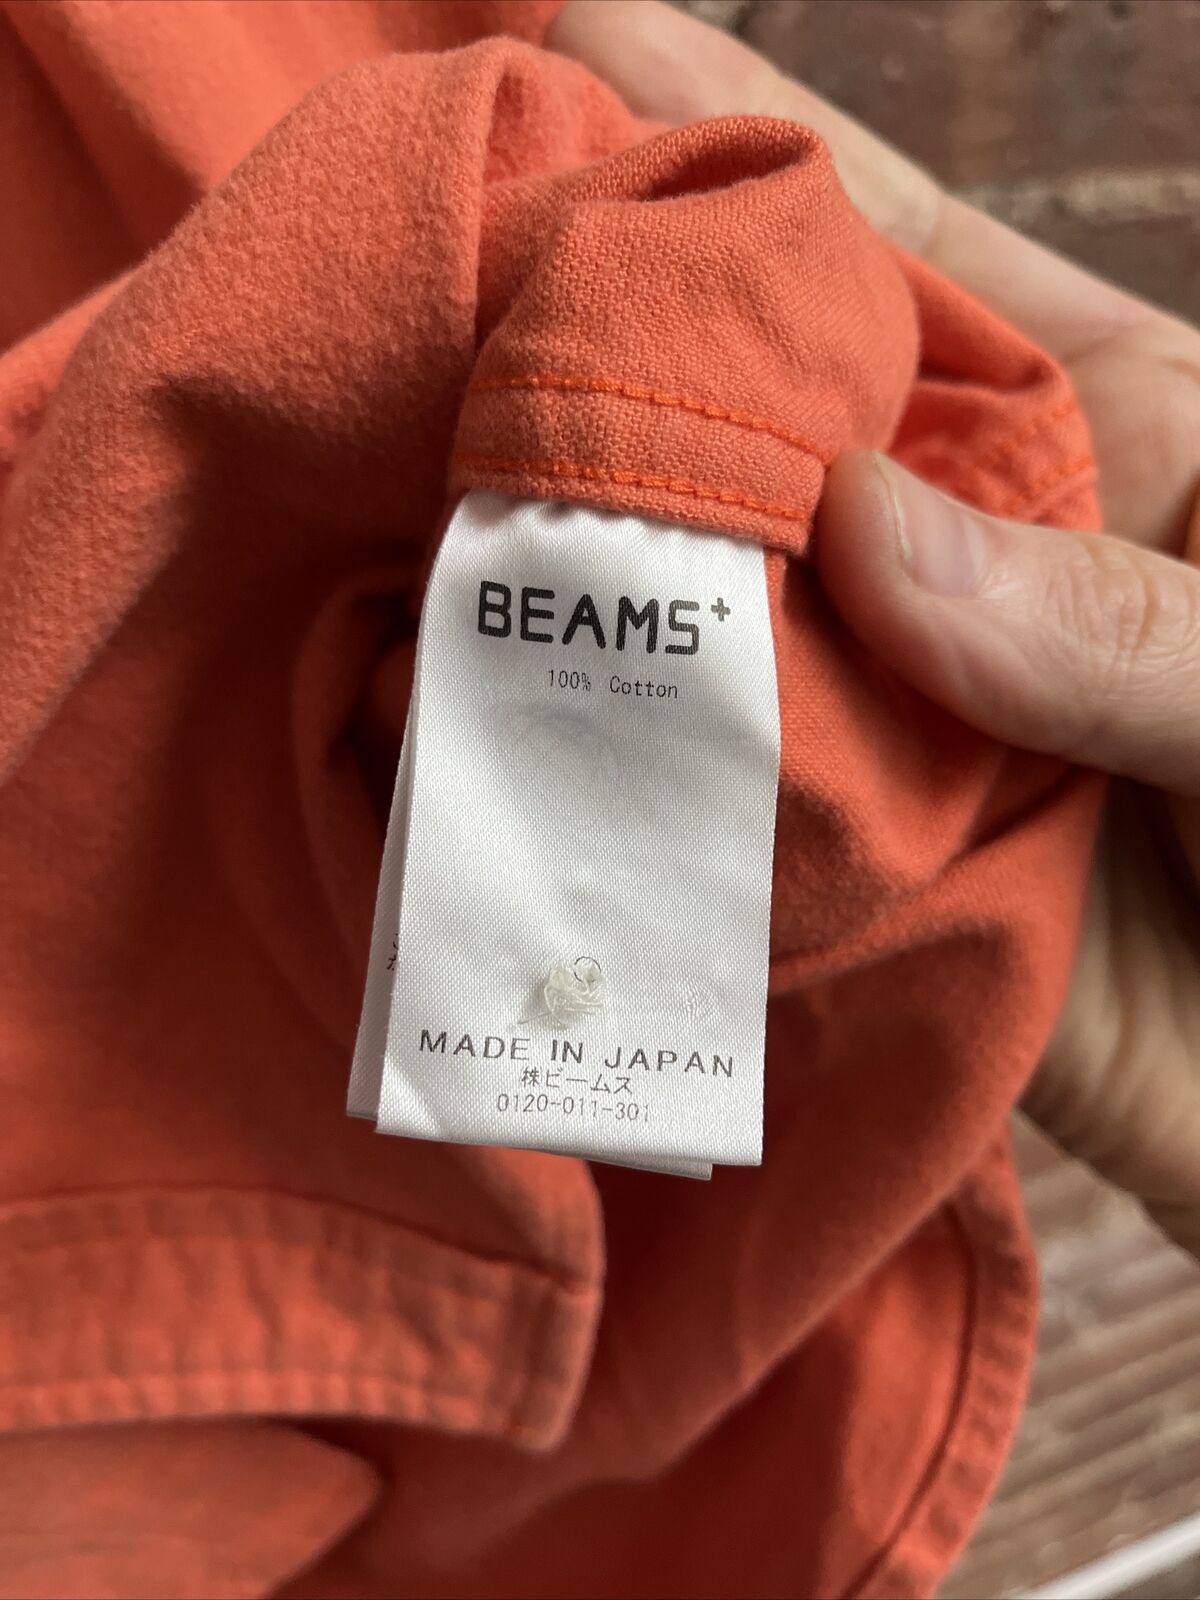 BEAMS+
100% Cotton
MADE IN JAPAN
株ビームス
0120-011-301